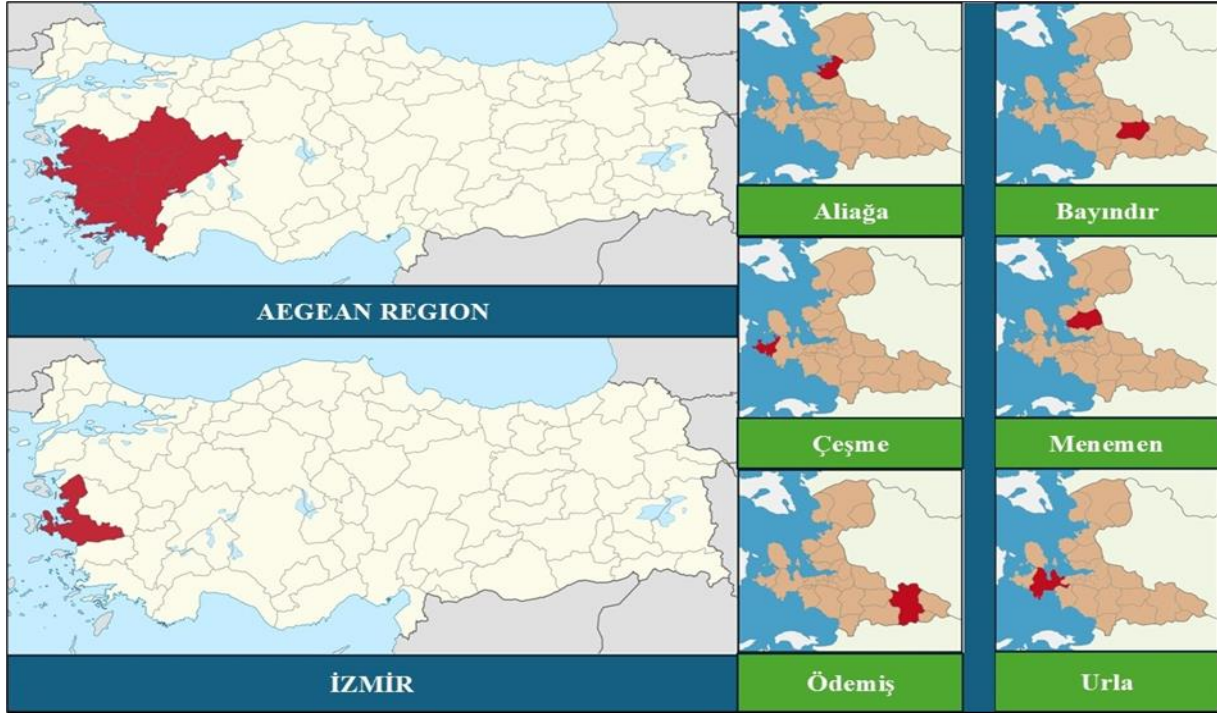 AEGEAN REGION
İZMİR
Aliağa
Bayındır
Çeşme
Menemen
Ödemiş
Urla